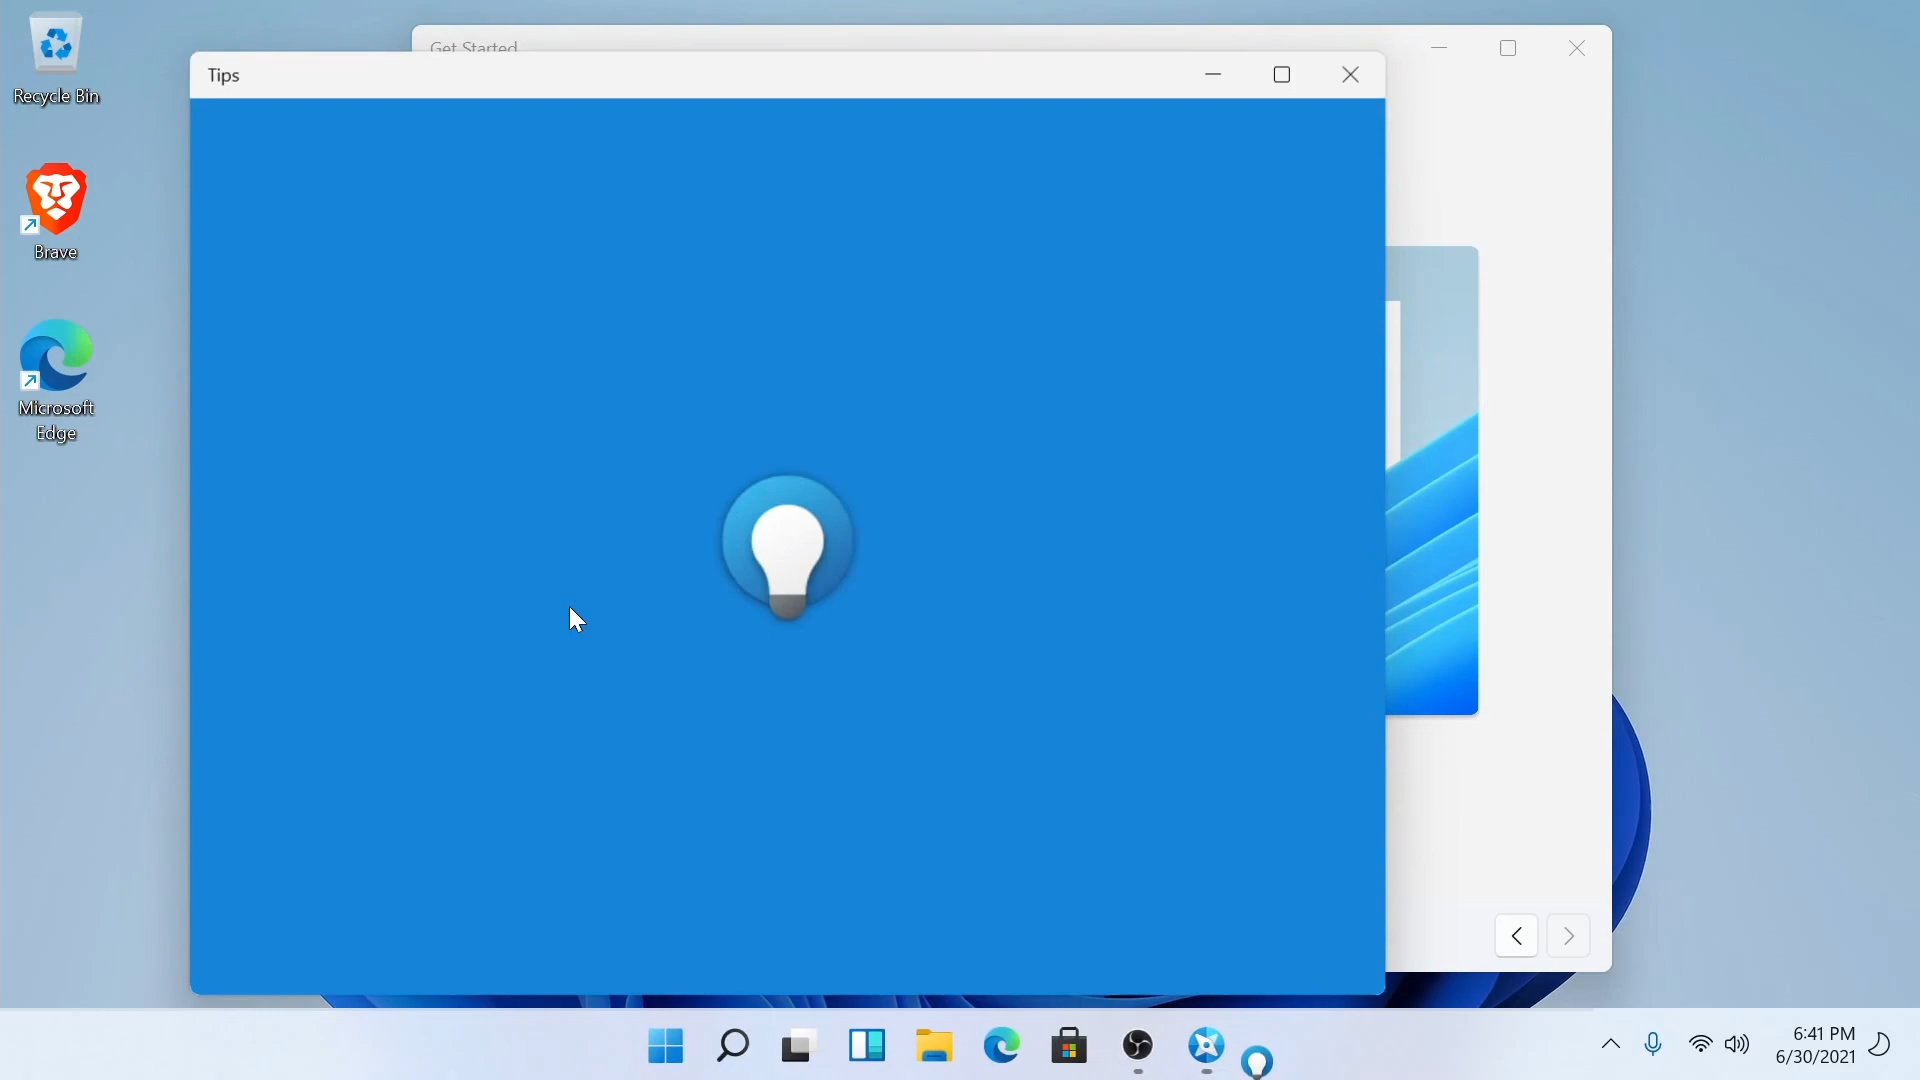 Recycle Bin
Get Started
Tips
Brave
Microsoft
Edge
6:41 PM
6/30/2021